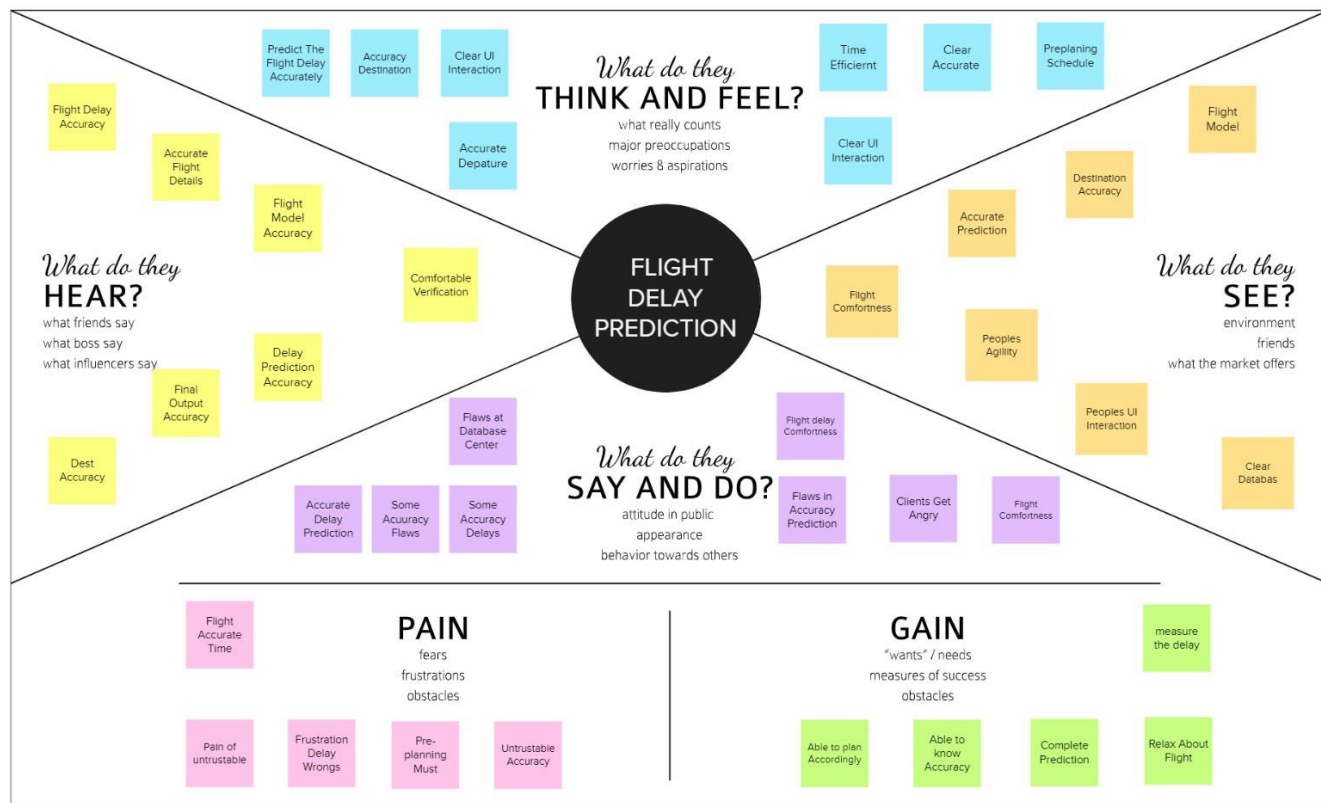 What do they
THINK AND FEEL?
what really counts
major preoccupations
worries & aspirations
Predict The
Flight Delay
Accurately
Accuracy
Destination
Clear UI
Interaction
Accurate
Depature
Time
Efficiernt
Clear
Accurate
Preplaning
Schedule
Clear UI
Interaction
What do they
HEAR?
what friends say
what boss say
what influencers say
Flight Delay
Accuracy
Accurate
Flight
Details
Flight
Model
Accuracy
Comfortable
Verification
Delay
Prediction
Accuracy
Final
Output
Accuracy
Dest
Accuracy
FLIGHT
DELAY
PREDICTION
What do they
SEE?
environment
friends
what the market offers
Flight
Model
Destination
Accuracy
Accurate
Prediction
Flight
Comfortness
Peoples
Agility
Peoples UI
Interaction
Clear
Databas
What do they
SAY AND DO?
attitude in public
appearance
behavior towards others
Flaws at
Database
Center
Accurate
Delay
Prediction
Some
Acuuracy
Flaws
Some
Accuracy
Delays
Flight delay
Comfortness
Flaws in
Accuracy
Prediction
Clients Get
Angry
Flight
Comfortness
PAIN
fears
frustrations
obstacles
Flight
Accurate
Time
Pain of
untrustable
Frustration
Delay
Wrongs
Pre-
planning
Must
Untrustable
Accuracy
GAIN
"wants" / needs
measures of success
obstacles
measure
the delay
Able to plan
Accordingly
Able to
know
Accuracy
Complete
Prediction
Relax About
Flight